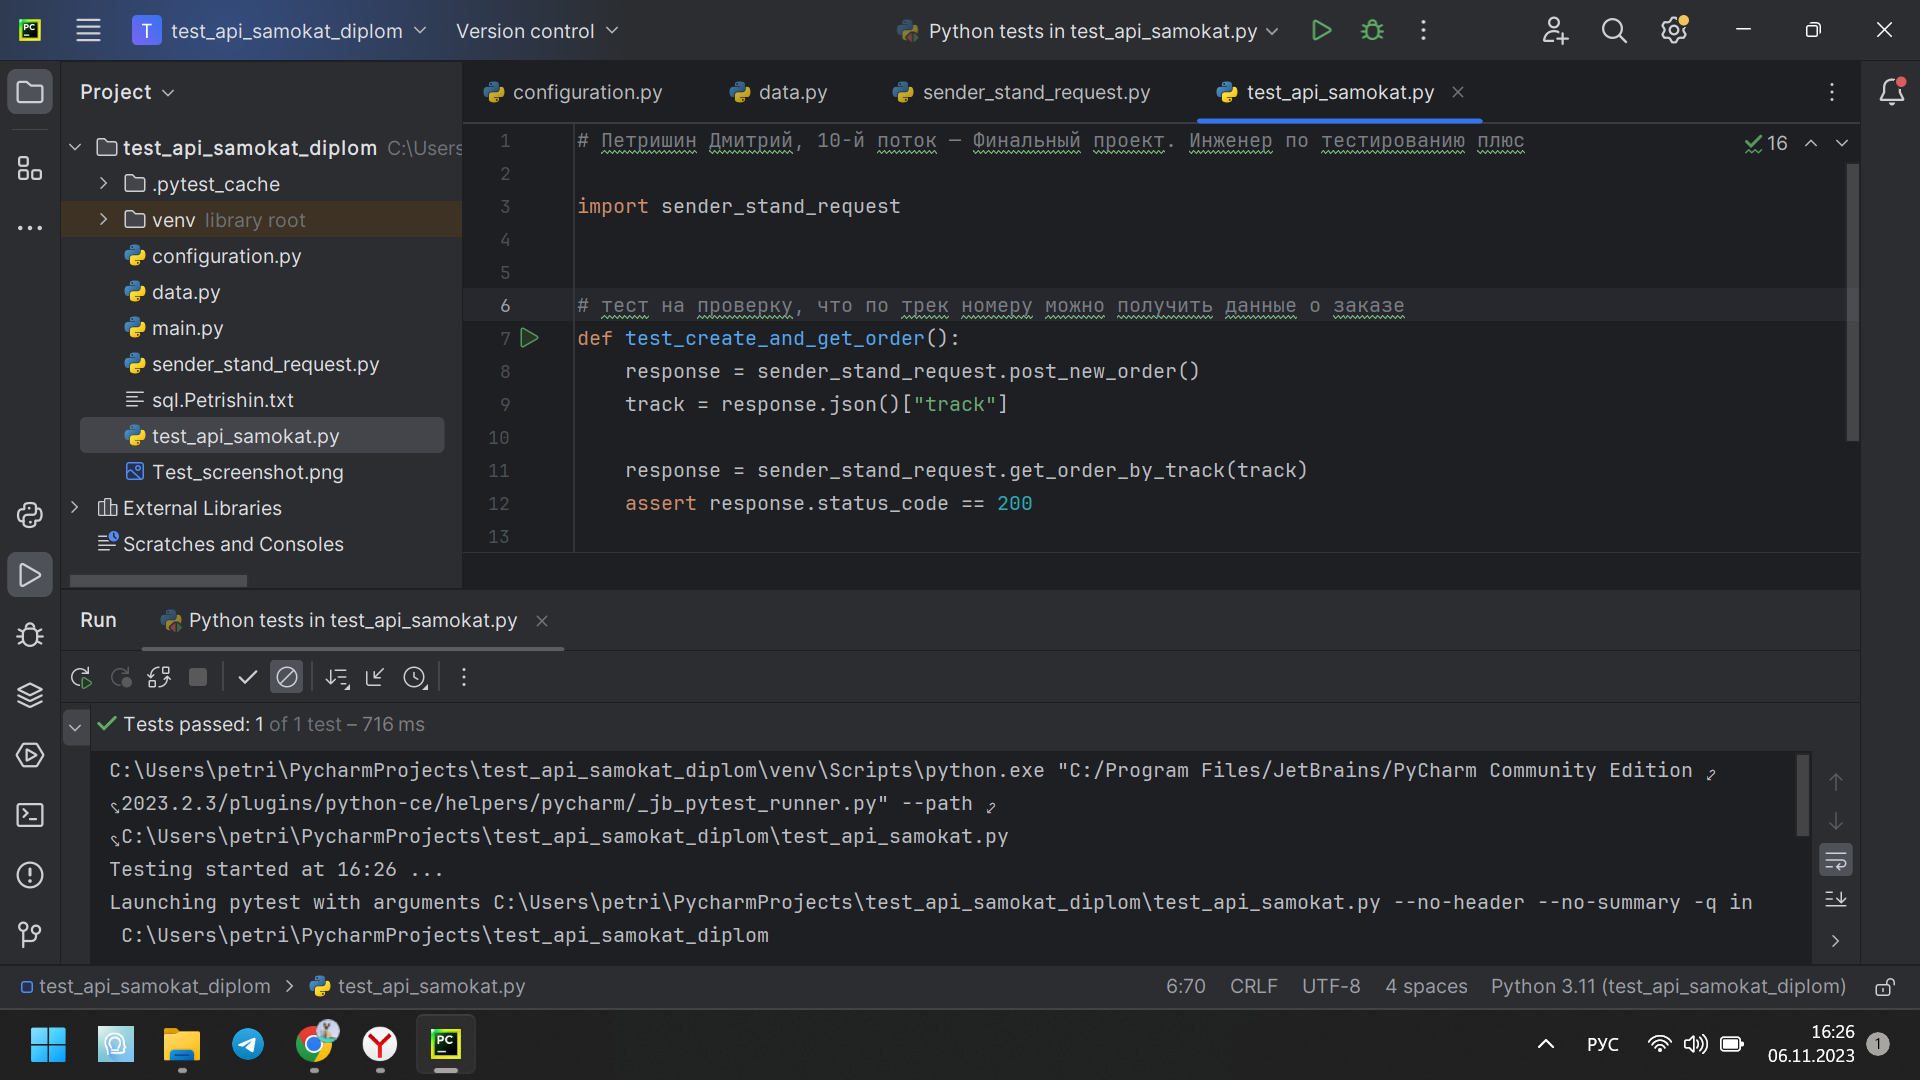 T test_api_samokat_diplom Version control Python tests in test_api_samokat.py
Project
configuration.py data.py sender_stand_request.py test_api_samokat.py
test_api_samokat_diplom C:\Users
.pytest_cache
venv library root
configuration.py
data.py
main.py
sender_stand_request.py
sql.Petrishin.txt
test_api_samokat.py
Test_screenshot.png
External Libraries
Scratches and Consoles
1 # Петришин Дмитрий, 10-й поток — Финальный проект. Инженер по тестированию плюс
16
2
3 import sender_stand_request
4
5
6 # тест на проверку, что по трек номеру можно получить данные о заказе
7 def test_create_and_get_order():
8 response = sender_stand_request.post_new_order()
9 track = response.json()["track"]
10
11 response = sender_stand_request.get_order_by_track(track)
12 assert response.status_code == 200
13
Run Python tests in test_api_samokat.py
Tests passed: 1 of 1 test – 716 ms
C:\Users\petri\PycharmProjects\test_api_samokat_diplom\venv\Scripts\python.exe "C:/Program Files/JetBrains/PyCharm Community Edition
2023.2.3/plugins/python-ce/helpers/pycharm/_jb_pytest_runner.py" --path
C:\Users\petri\PycharmProjects\test_api_samokat_diplom\test_api_samokat.py
Testing started at 16:26 ...
Launching pytest with arguments C:\Users\petri\PycharmProjects\test_api_samokat_diplom\test_api_samokat.py --no-header --no-summary -q in
C:\Users\petri\PycharmProjects\test_api_samokat_diplom
test_api_samokat_diplom > test_api_samokat.py 6:70 CRLF UTF-8 4 spaces Python 3.11 (test_api_samokat_diplom)
PC
РУС
16:26
06.11.2023
1